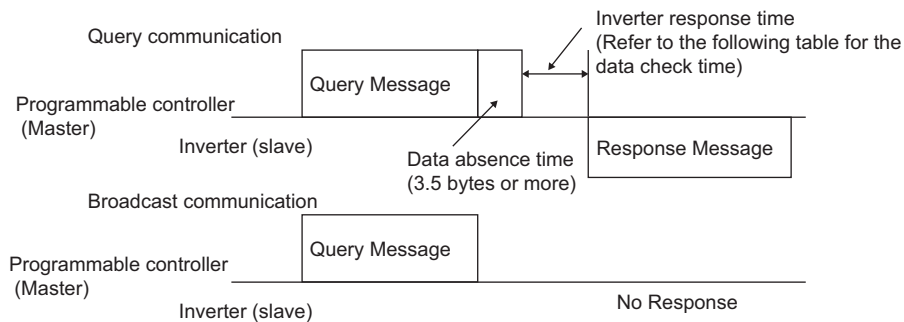 Inverter response time
(Refer to the following table for the
data check time)
Query communication
Query Message
Programmable controller
(Master)
Inverter (slave)
Data absence time
(3.5 bytes or more)
Response Message
Broadcast communication
Query Message
Programmable controller
(Master)
Inverter (slave)
No Response